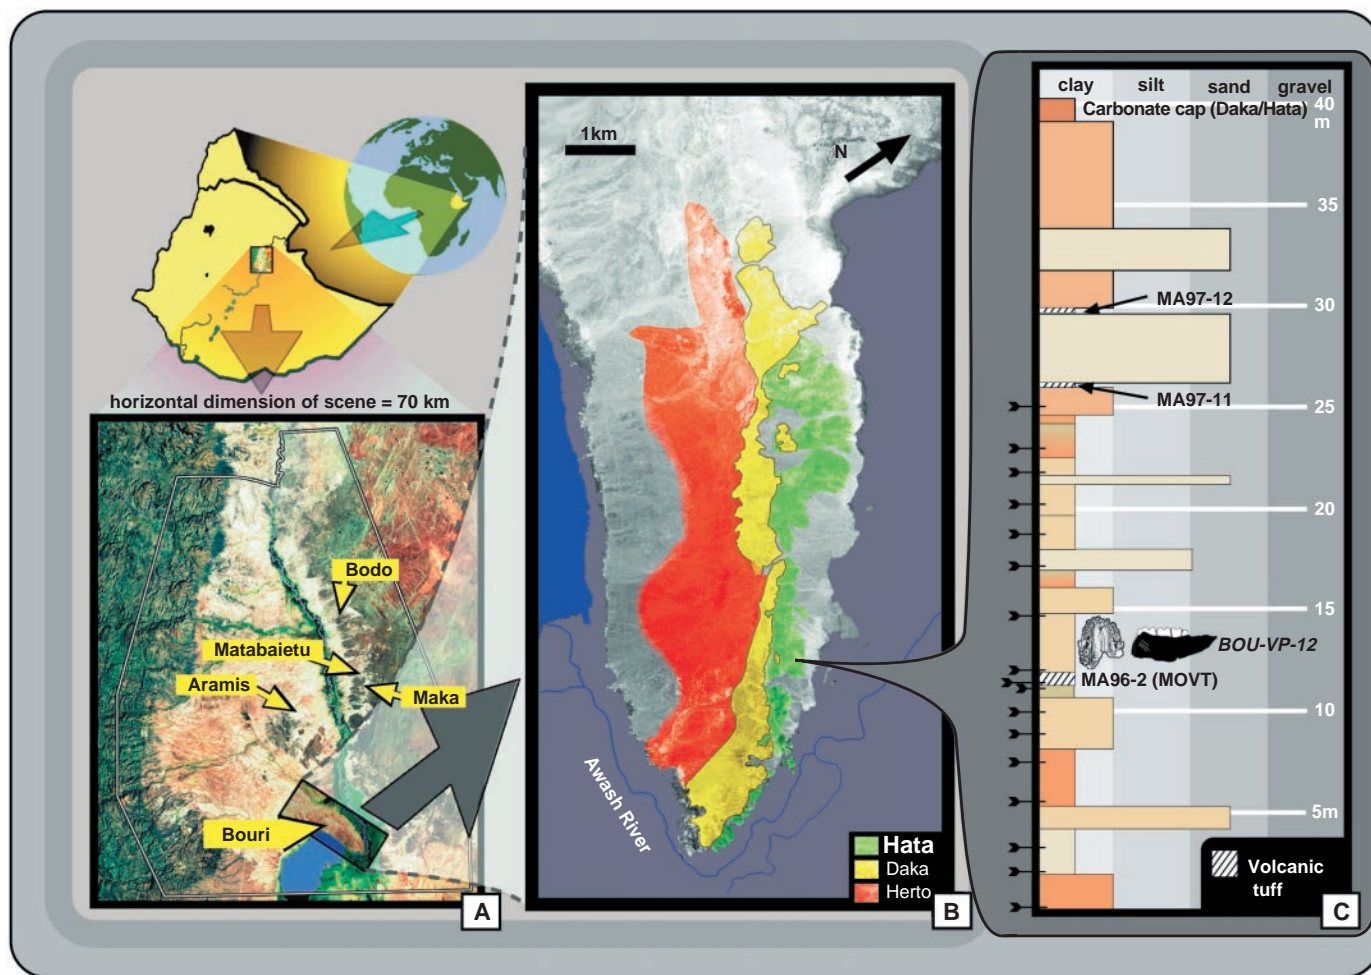 horizontal dimension of scene = 70 km
Bodo
Matabaietu
Aramis
Maka
Bouri
A
1km
N
Awash River
Hata
Daka
Herto
B
clay silt sand gravel
Carbonate cap (Daka/Hata)
40
m
35
MA97-12
30
MA97-11
25
20
15
BOU-VP-12
MA96-2 (MOVT)
10
5m
Volcanic
tuff
C